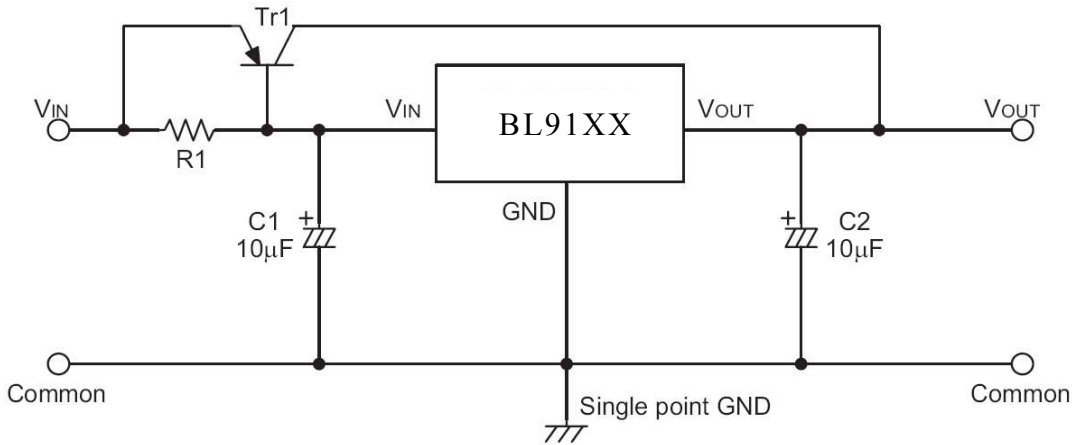 Tr1
VIN
VIN
BL91XX
VOUT
VOUT
R1
GND
C1
10μF
+
+
C2
10μF
Common
Common
Single point GND